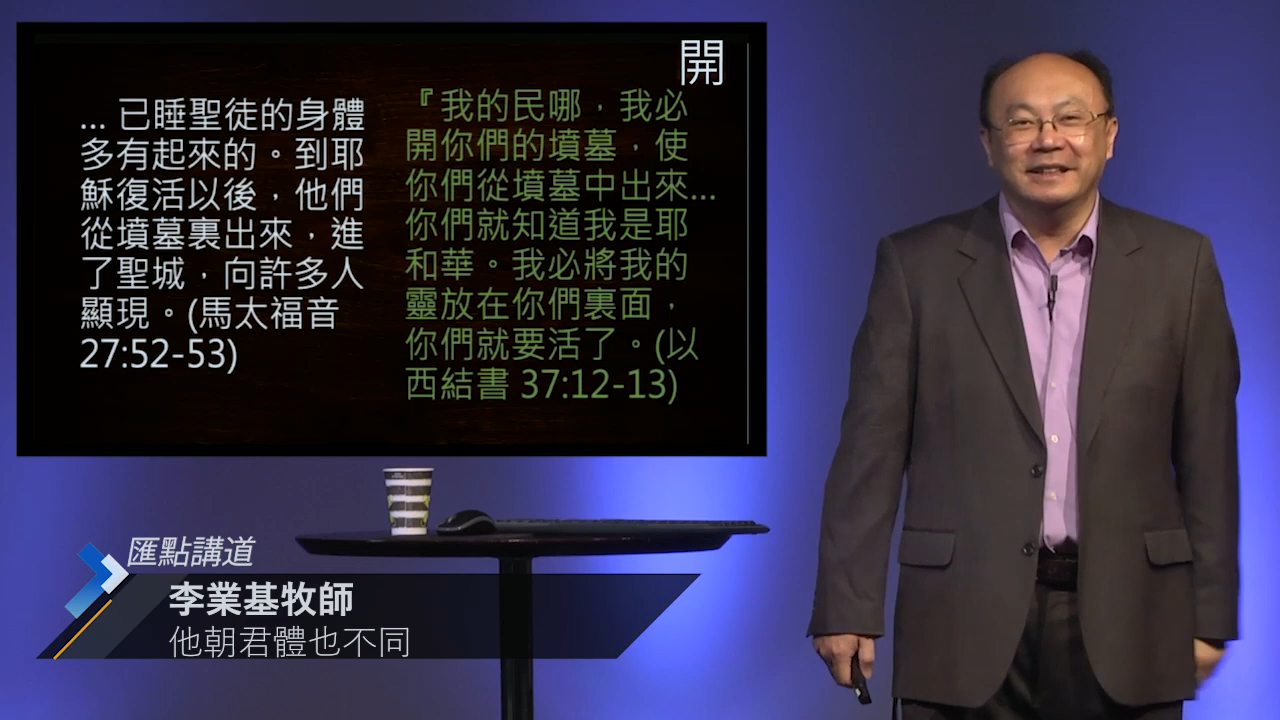 開
... 已睡聖徒的身體
多有起來的。到耶
穌復活以後，他們
從墳墓裏出來，進
了聖城，向許多人
顯現。(馬太福音
27:52-53)
『我的民哪，我必
開你們的墳墓，使
你們從墳墓中出來...
你們就知道我是耶
和華。我必將我的
靈放在你們裏面，
你們就要活了。(以
西結書 37:12-13)
匯點講道
李業基牧師
他朝君體也不同